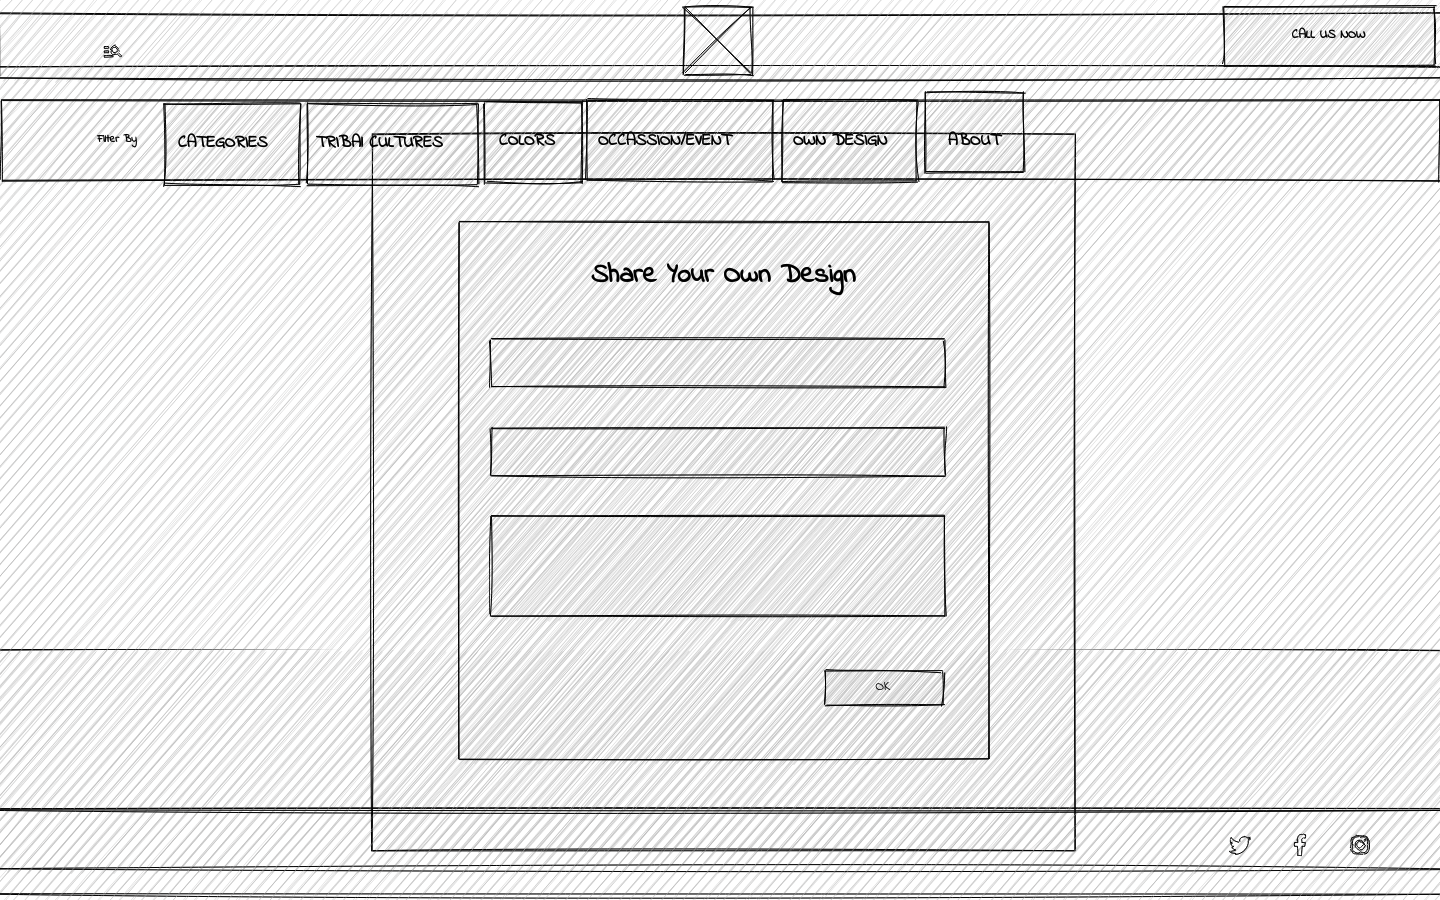 CALL US NOW
Filter By
CATEGORIES
TRIBAL CULTURES
COLORS
OCCASSION/EVENT
OWN DESIGN
ABOUT
Share Your Own Design
OK